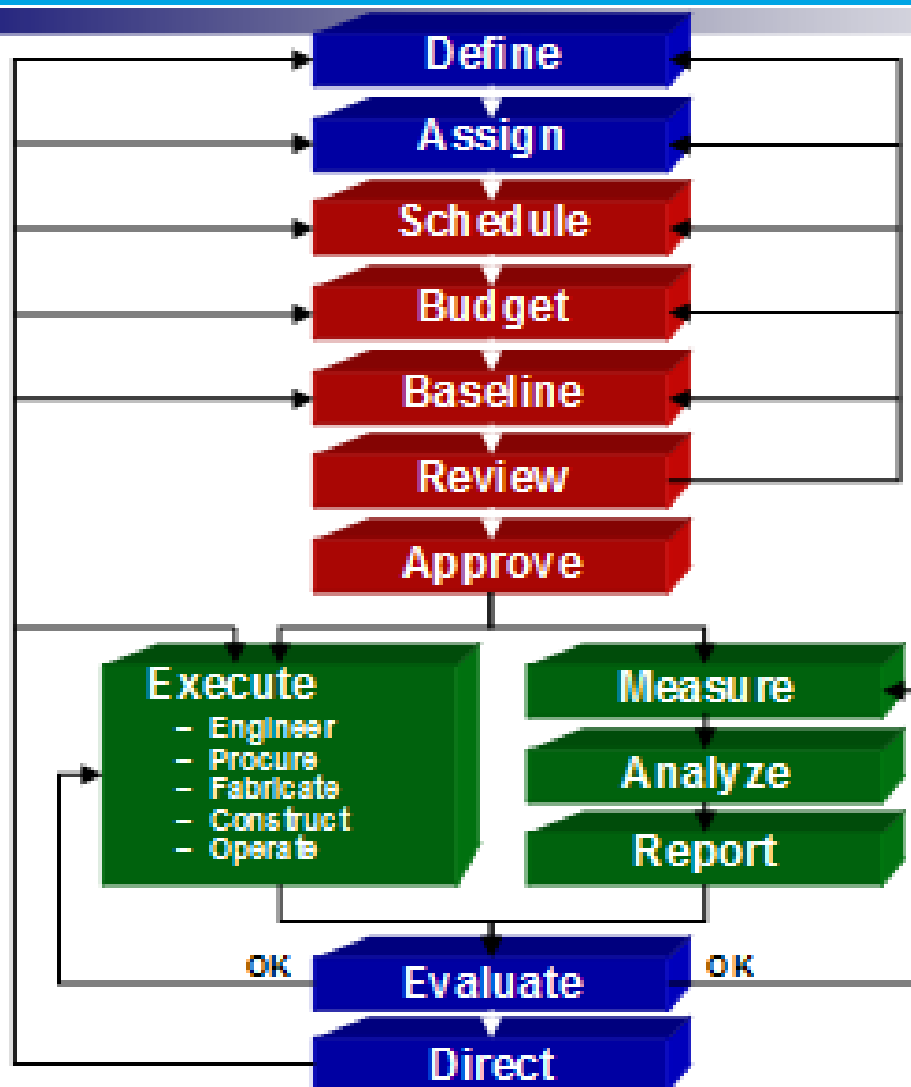 Define
Assign
Schedule
Budget
Baseline
Review
Approve
Execute
– Engineer
– Procure
– Fabricate
– Construct
– Operate
Measure
Analyze
Report
OK
Evaluate
OK
Direct